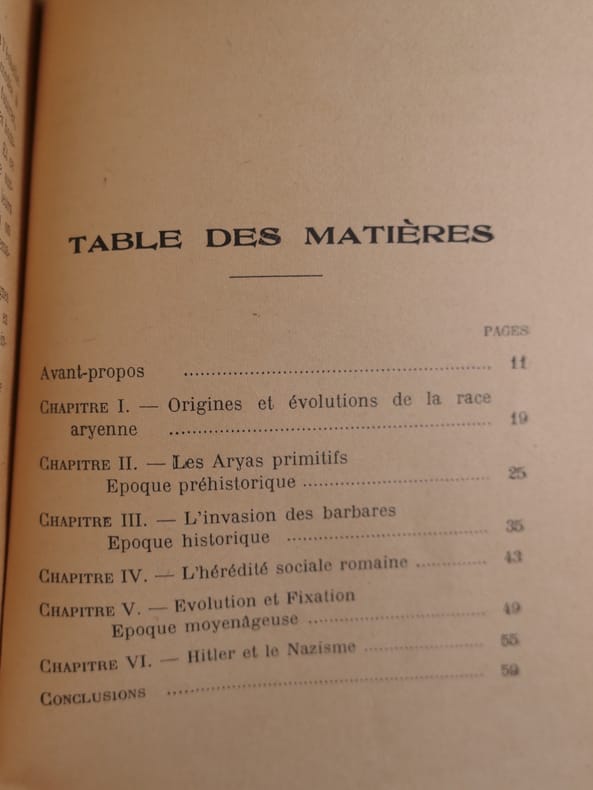 TABLE DES MATIÈRES
PAGES
Avant-propos ........ 11
CHAPITRE I. — Origines et évolutions de la race
aryenne ........ 19
CHAPITRE II. — Les Aryas primitifs
Epoque préhistorique ........ 25
CHAPITRE III. — L'invasion des barbares
Epoque historique ........ 35
CHAPITRE IV. — L'hérédité sociale romaine ........ 43
CHAPITRE V. — Evolution et Fixation
Epoque moyenâgeuse ........ 49
CHAPITRE VI. — Hitler et le Nazisme ........ 55
CONCLUSIONS ........ 59